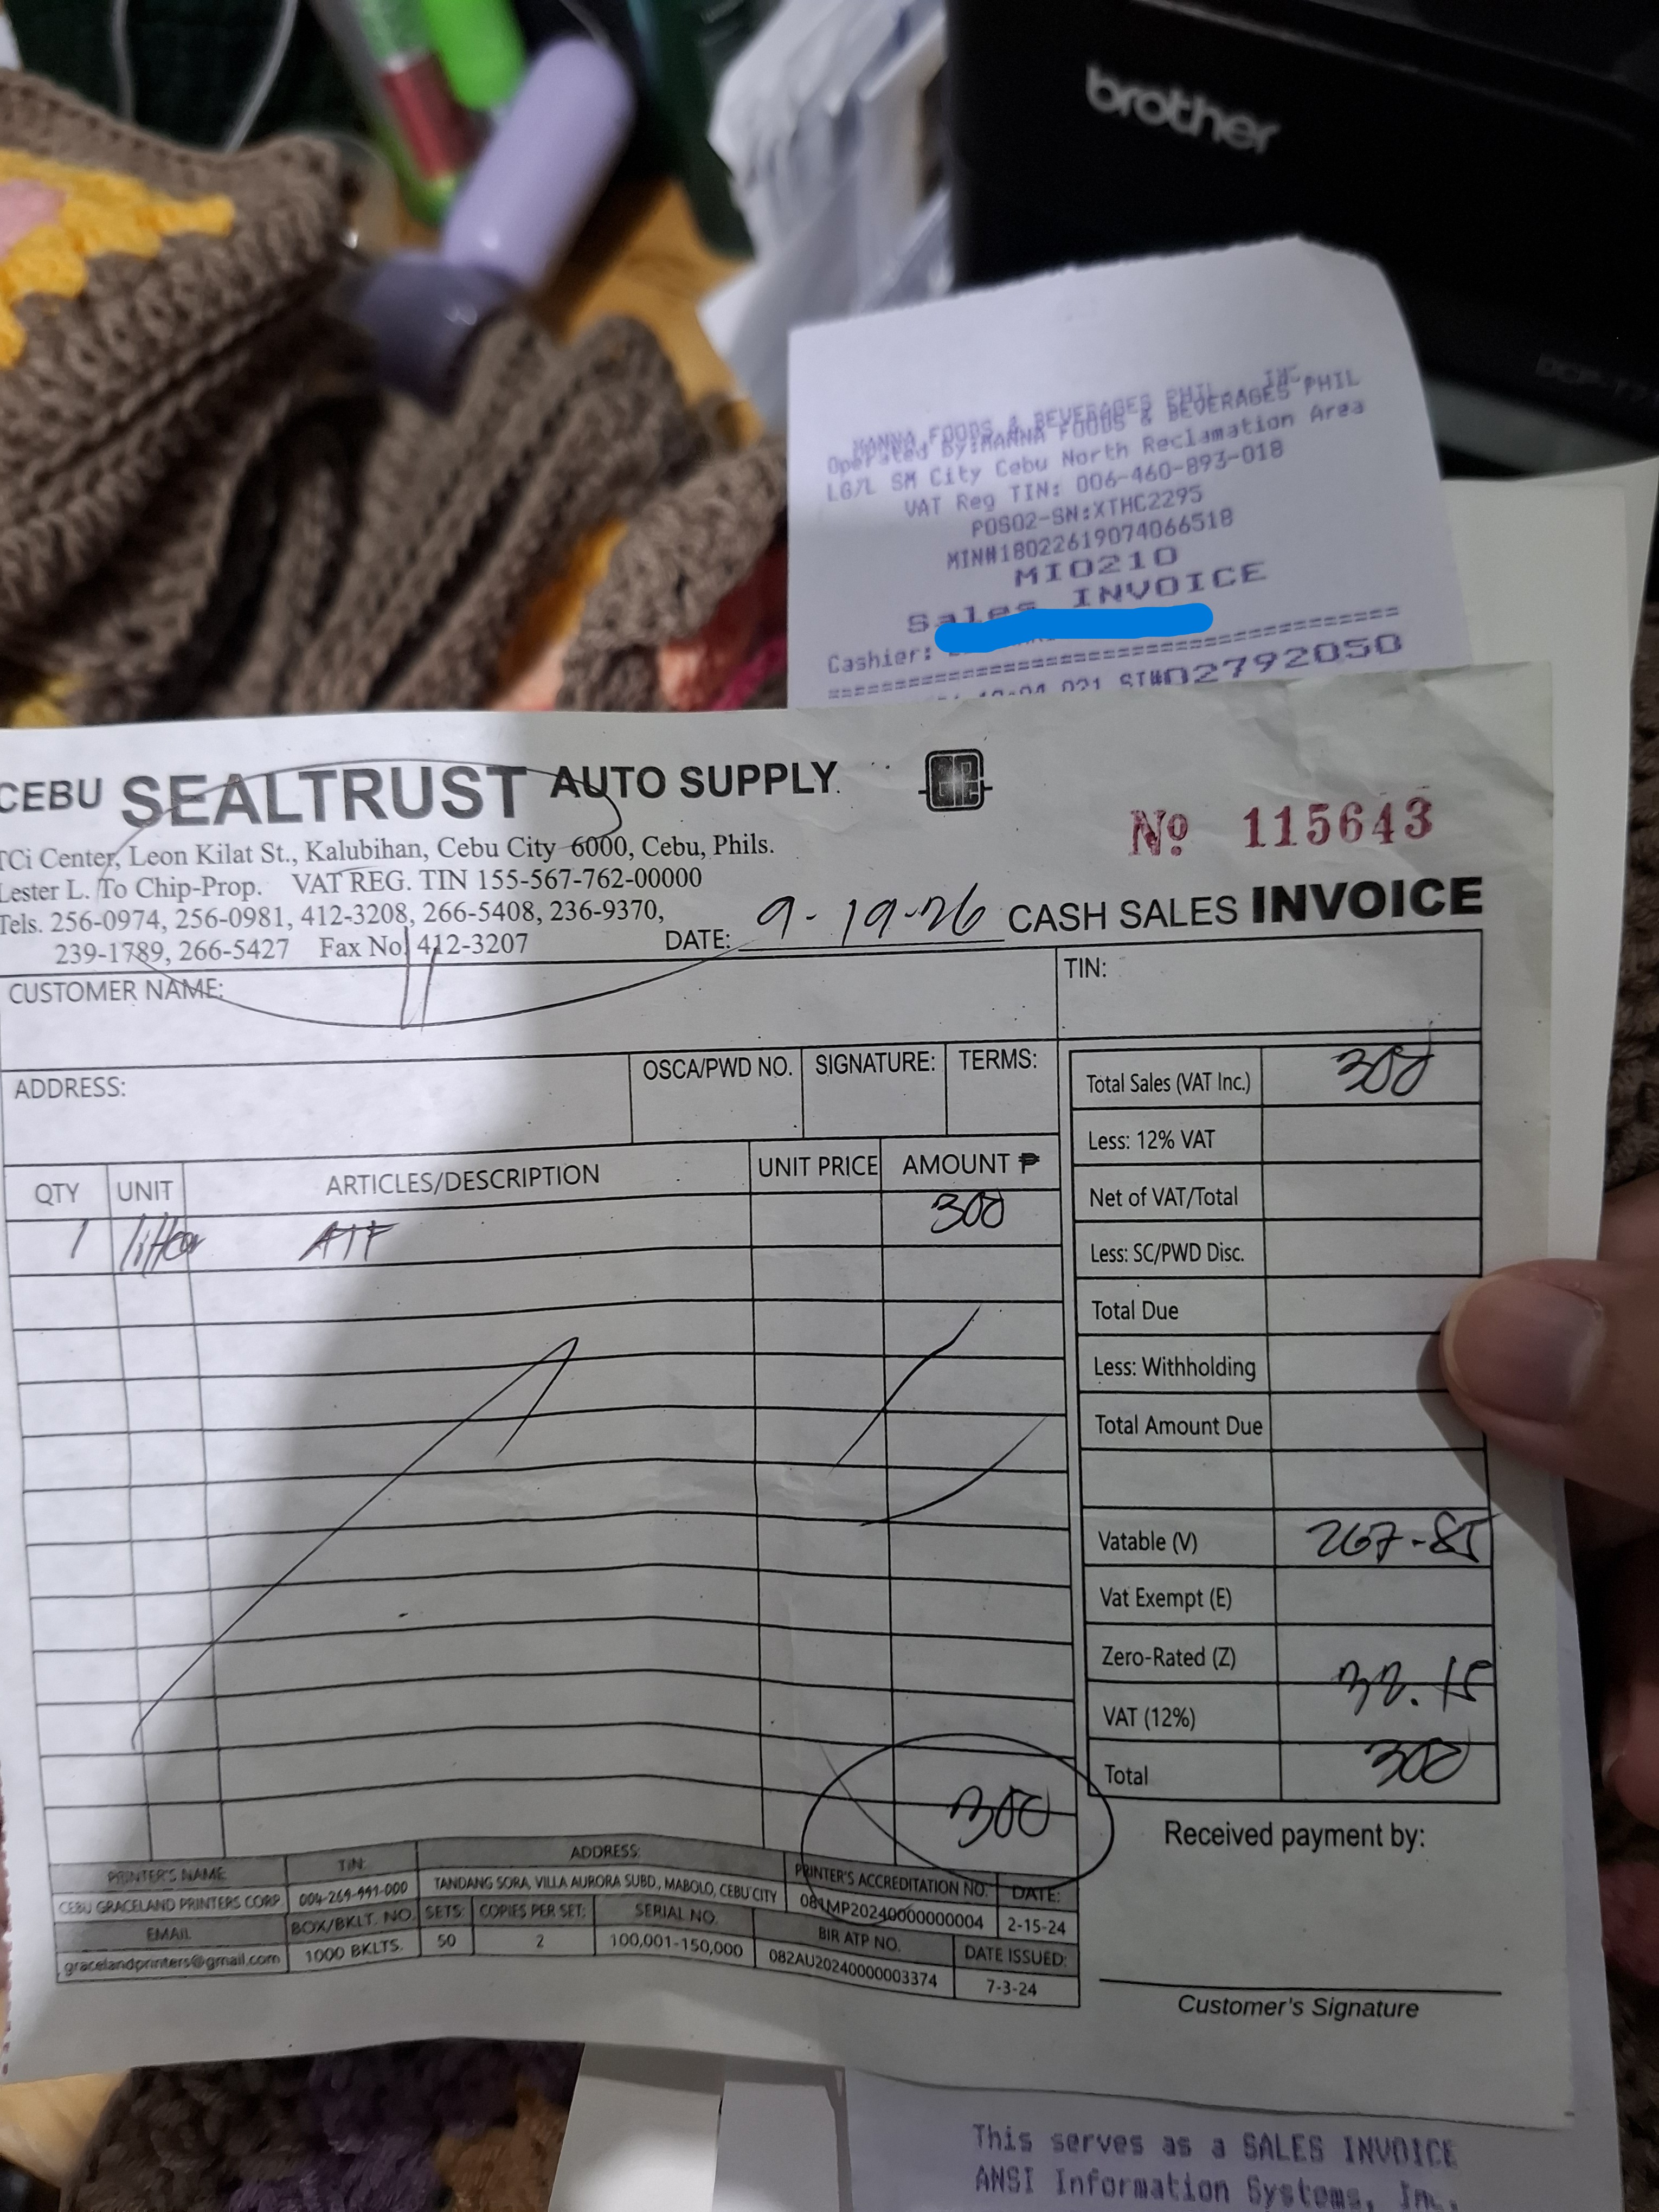 brother
MANNA FOODS & BEVERAGES PHIL INC
Operated By:MANNA FOODS & BEVERAGES PHIL
LG/L SM City Cebu North Reclamation Area
VAT Reg TIN: 006-460-893-018
POS02-SN:XTHC2295
MIN#18022619074066518
MIO210
Sales INVOICE
Cashier:
SI#02792050
CEBU SEALTRUST AUTO SUPPLY
Nº 115643
TCi Center, Leon Kilat St., Kalubihan, Cebu City 6000, Cebu, Phils.
Lester L. To Chip-Prop. VAT REG. TIN 155-567-762-00000
Tels. 256-0974, 256-0981, 412-3208, 266-5408, 236-9370,
239-1789, 266-5427 Fax No. 412-3207
DATE: 9-19-26 CASH SALES INVOICE
CUSTOMER NAME:
TIN:
ADDRESS:
OSCA/PWD NO. SIGNATURE: TERMS:
QTY UNIT ARTICLES/DESCRIPTION UNIT PRICE AMOUNT ₱
1 litter ATF 300
300
Total Sales (VAT Inc.) 300
Less: 12% VAT
Net of VAT/Total
Less: SC/PWD Disc.
Total Due
Less: Withholding
Total Amount Due
Vatable (V) 267-85
Vat Exempt (E)
Zero-Rated (Z)
VAT (12%) 32.15
Total 300
Received payment by:
Customer's Signature
PRINTER'S NAME TIN: ADDRESS: PRINTER'S ACCREDITATION NO. DATE:
CEBU GRACELAND PRINTERS CORP 004-269-991-000 TANDANG SORA, VILLA AURORA SUBD., MABOLO, CEBU CITY 081MP20240000000004 2-15-24
EMAIL BOX/BKLT. NO. SETS: COPIES PER SET: SERIAL NO. BIR ATP NO. DATE ISSUED:
gracelandprinters@gmail.com 1000 BKLTS. 50 2 100,001-150,000 082AU20240000003374 7-3-24
This serves as a SALES INVOICE
ANSI Information Systems, Inc.